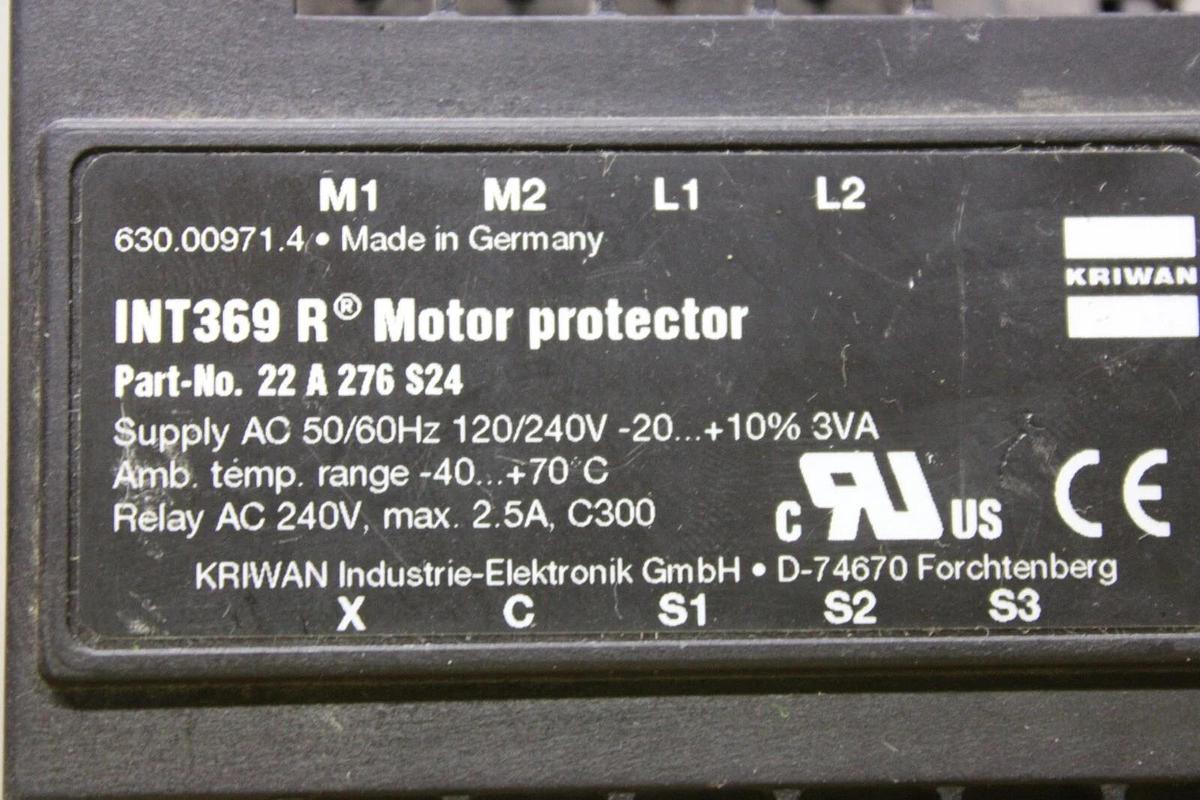 M1 M2 L1 L2
630.00971.4 • Made in Germany
KRIWAN
INT369 R® Motor protector
Part-No. 22 A 276 S24
Supply AC 50/60Hz 120/240V -20...+10% 3VA
Amb. temp. range -40...+70°C
Relay AC 240V, max. 2.5A, C300
C RU US CE
KRIWAN Industrie-Elektronik GmbH • D-74670 Forchtenberg
X C S1 S2 S3